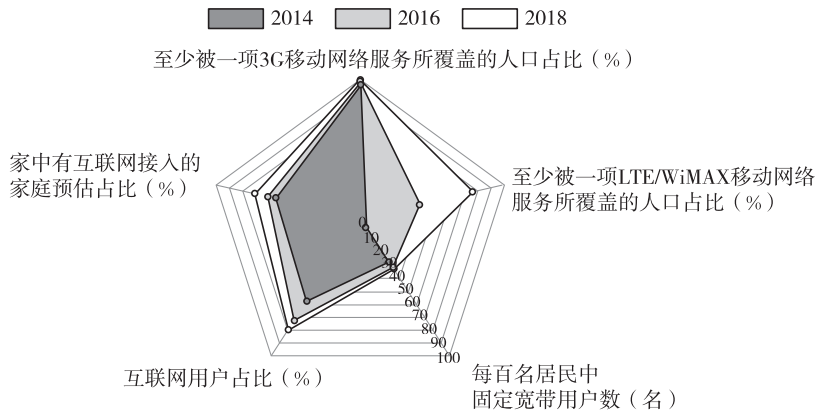 2014 2016 2018
至少被一项3G移动网络服务所覆盖的人口占比（%）
家中有互联网接入的
家庭预估占比（%）
至少被一项LTE/WiMAX移动网络
服务所覆盖的人口占比（%）
0
10
20
30
40
50
60
70
80
90
100
互联网用户占比（%）
每百名居民中
固定宽带用户数（名）